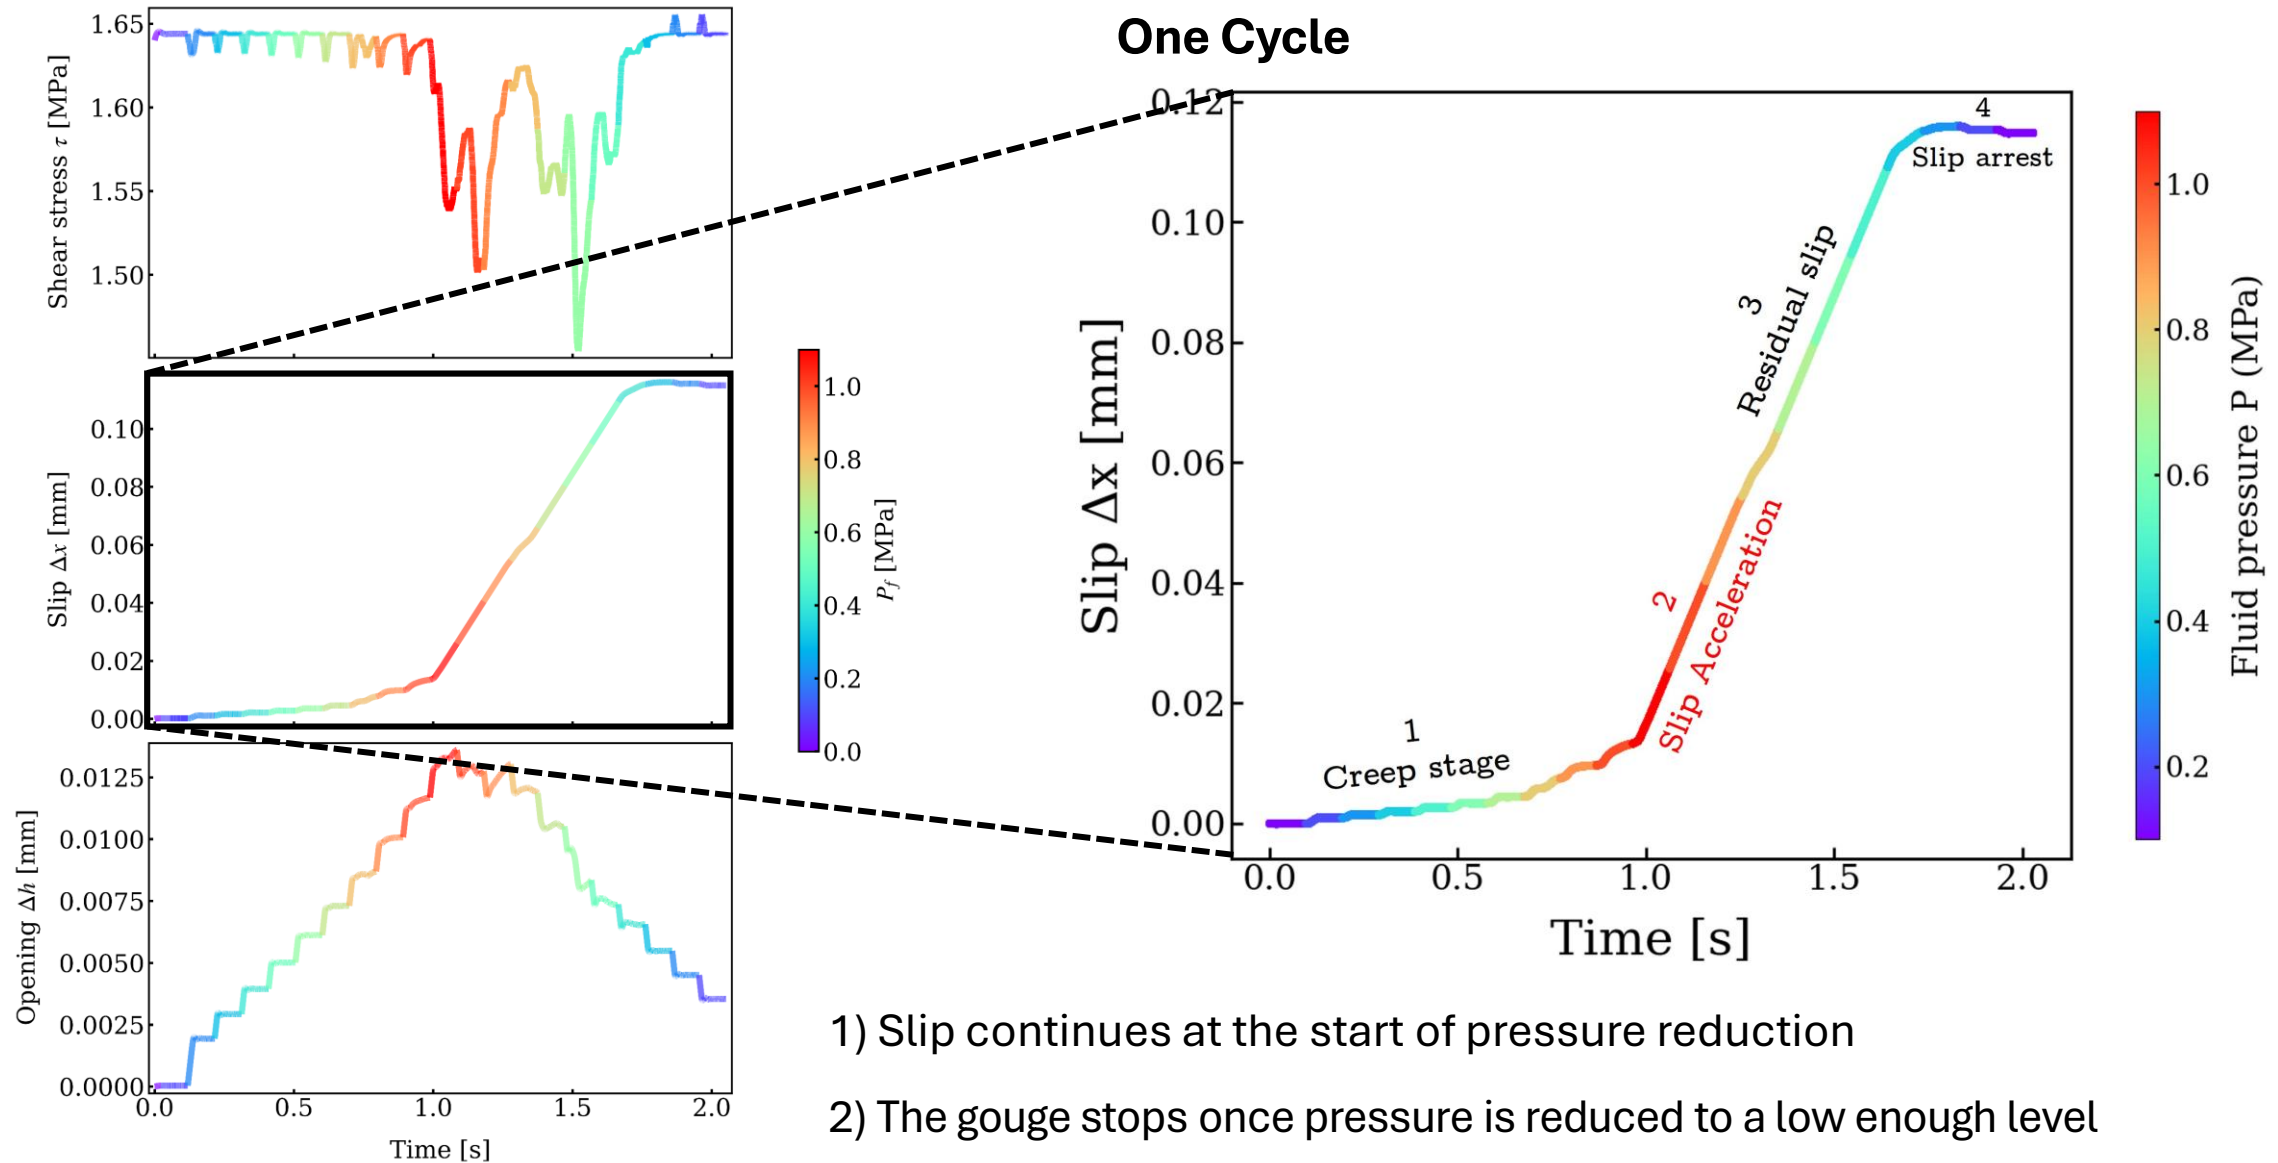 One Cycle
Shear stress τ [MPa]
1.65
1.60
1.55
1.50
Slip Δx [mm]
0.10
0.08
0.06
0.04
0.02
0.00
Opening Δh [mm]
0.0125
0.0100
0.0075
0.0050
0.0025
0.0000
0.0 0.5 1.0 1.5 2.0
Time [s]
1.0
0.8
0.6
0.4
0.2
0.0
P_f [MPa]
Slip Δx [mm]
0.12
0.10
0.08
0.06
0.04
0.02
0.00
0.0 0.5 1.0 1.5 2.0
Time [s]
1
Creep stage
2
Slip Acceleration
3
Residual slip
4
Slip arrest
1.0
0.8
0.6
0.4
0.2
Fluid pressure P (MPa)
1) Slip continues at the start of pressure reduction
2) The gouge stops once pressure is reduced to a low enough level